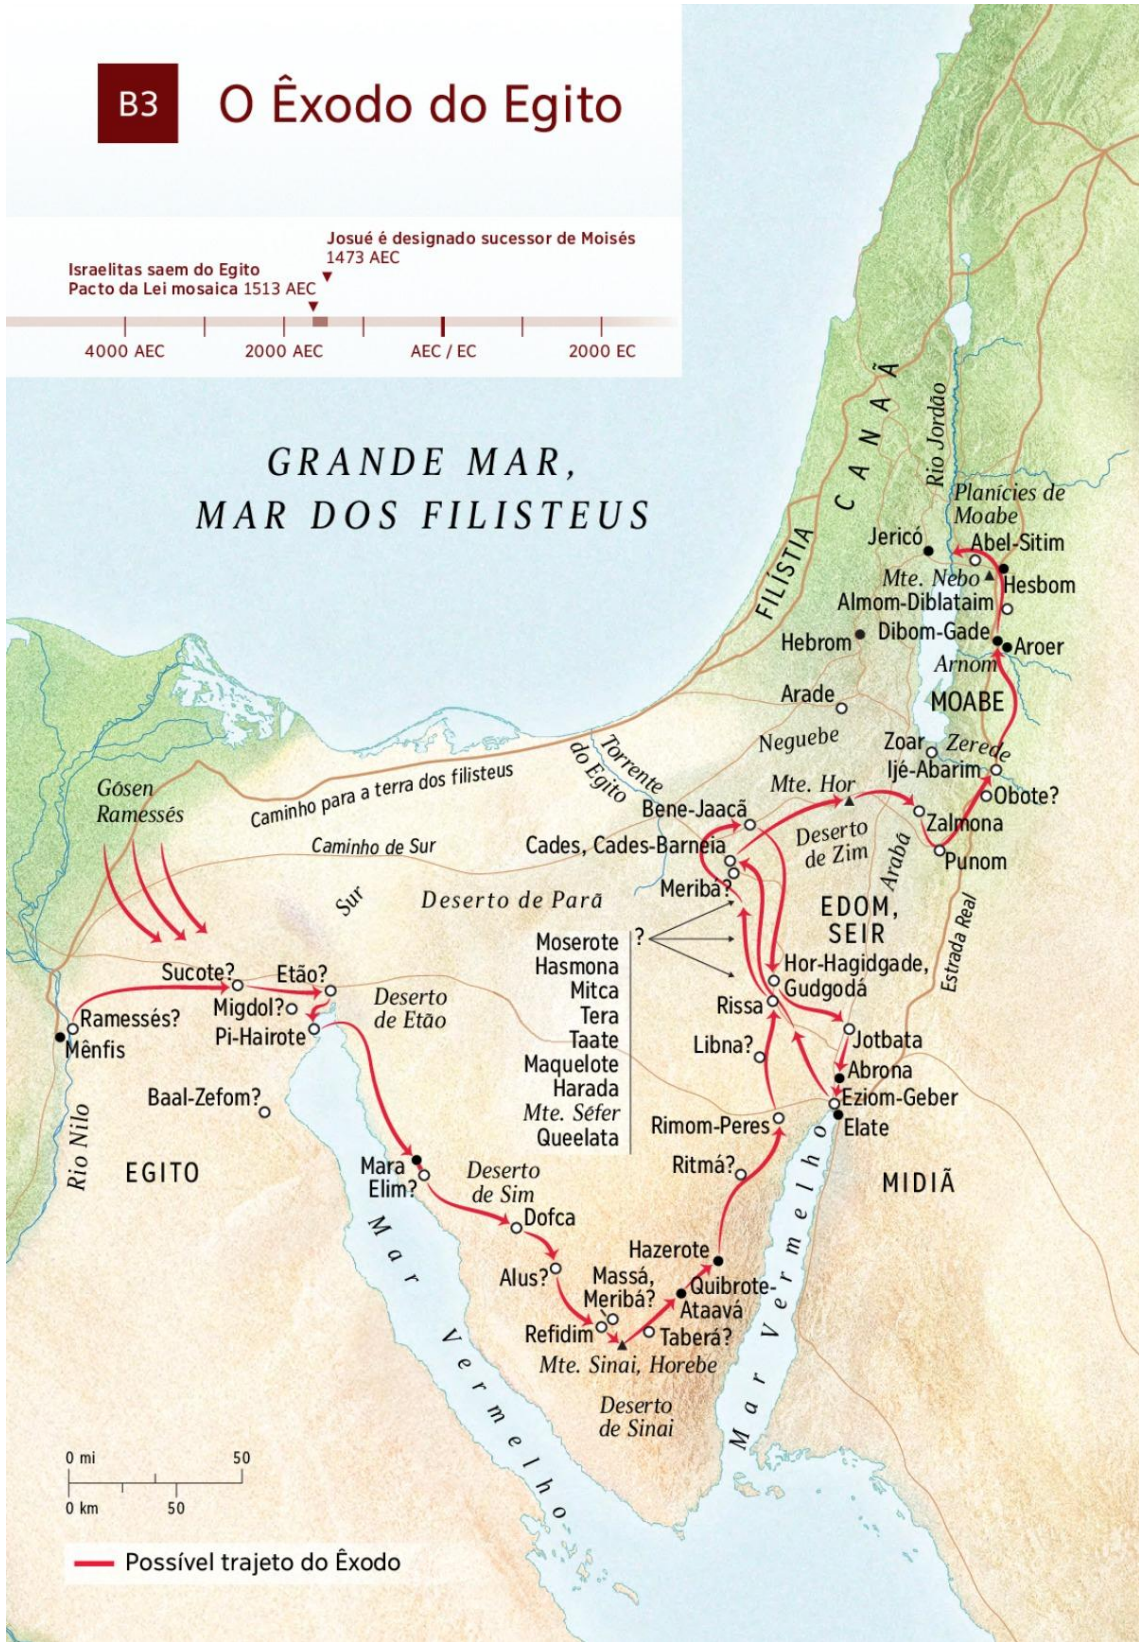 B3
O Êxodo do Egito
Josué é designado sucessor de Moisés
1473 AEC
Israelitas saem do Egito
Pacto da Lei mosaica 1513 AEC
4000 AEC
2000 AEC
AEC / EC
2000 EC
GRANDE MAR,
MAR DOS FILISTEUS
CANAÃ
Rio Jordão
FILÍSTIA
Planícies de
Moabe
Jericó
Abel-Sitim
Mte. Nebo
Hesbom
Almom-Diblataim
Dibom-Gade
Hebrom
Aroer
Arnom
Arade
MOABE
Neguebe
Zoar
Zerede
Ijé-Abarim
Torrente
do Egito
Mte. Hor
Obote?
Gósen
Ramessés
Caminho para a terra dos filisteus
Bene-Jaacã
Zalmona
Caminho de Sur
Cades, Cades-Barneia
Deserto
de Zim
Arabá
Punom
Meribá?
Sur
Deserto de Parã
EDOM,
SEIR
Estrada Real
Moserote
?
Hasmona
Mitca
Tera
Taate
Maquelote
Harada
Mte. Séfer
Queelata
Hor-Hagidgade,
Gudgodá
Sucote?
Etão?
Deserto
de Etão
Migdol?
Rissa
Ramessés?
Pi-Hairote
Mênfis
Jotbata
Libna?
Abrona
Baal-Zefom?
Eziom-Geber
Rimom-Peres
Elate
Rio Nilo
EGITO
Mara
Elim?
Deserto
de Sim
Ritmá?
MIDIÃ
Dofca
Mar Vermelho
Hazerote
Alus?
Massá,
Meribá?
Quibrote-
Ataavá
Refidim
Taberá?
Mte. Sinai, Horebe
Mar Vermelho
Deserto
de Sinai
0 mi
50
0 km
50
Possível trajeto do Êxodo